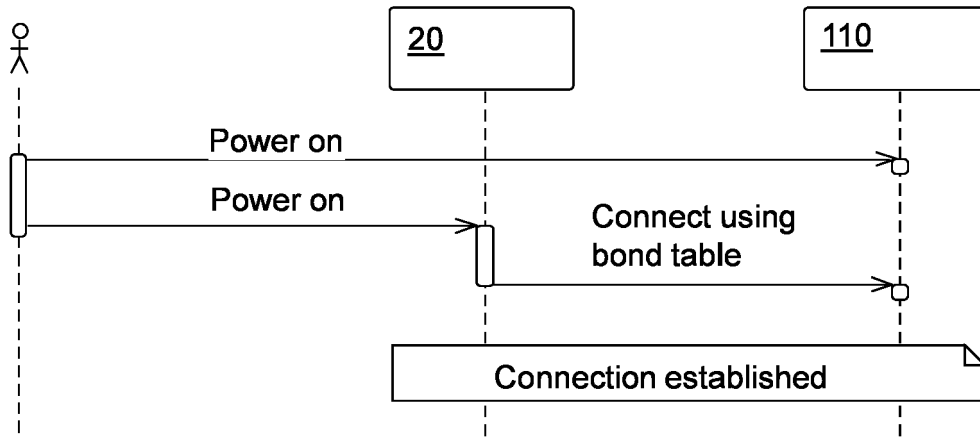 20
110
Power on
Power on
Connect using
bond table
Connection established